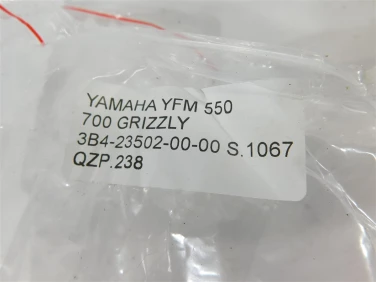 YAMAHA YFM 550
700 GRIZZLY
3B4-23502-00-00 S.1067
QZP.238